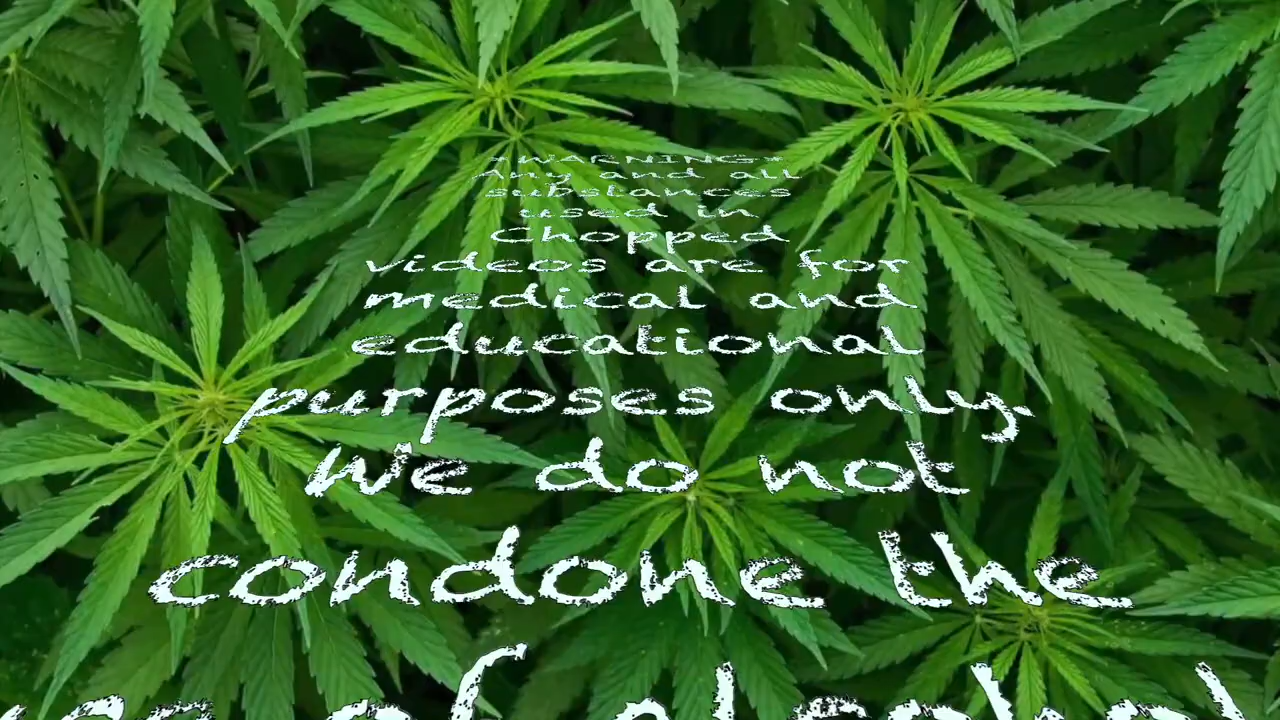 *WARNING*
Any and all
substances
used in
Chopped
videos are for
medical and
educational
purposes only.
We do not
condone the